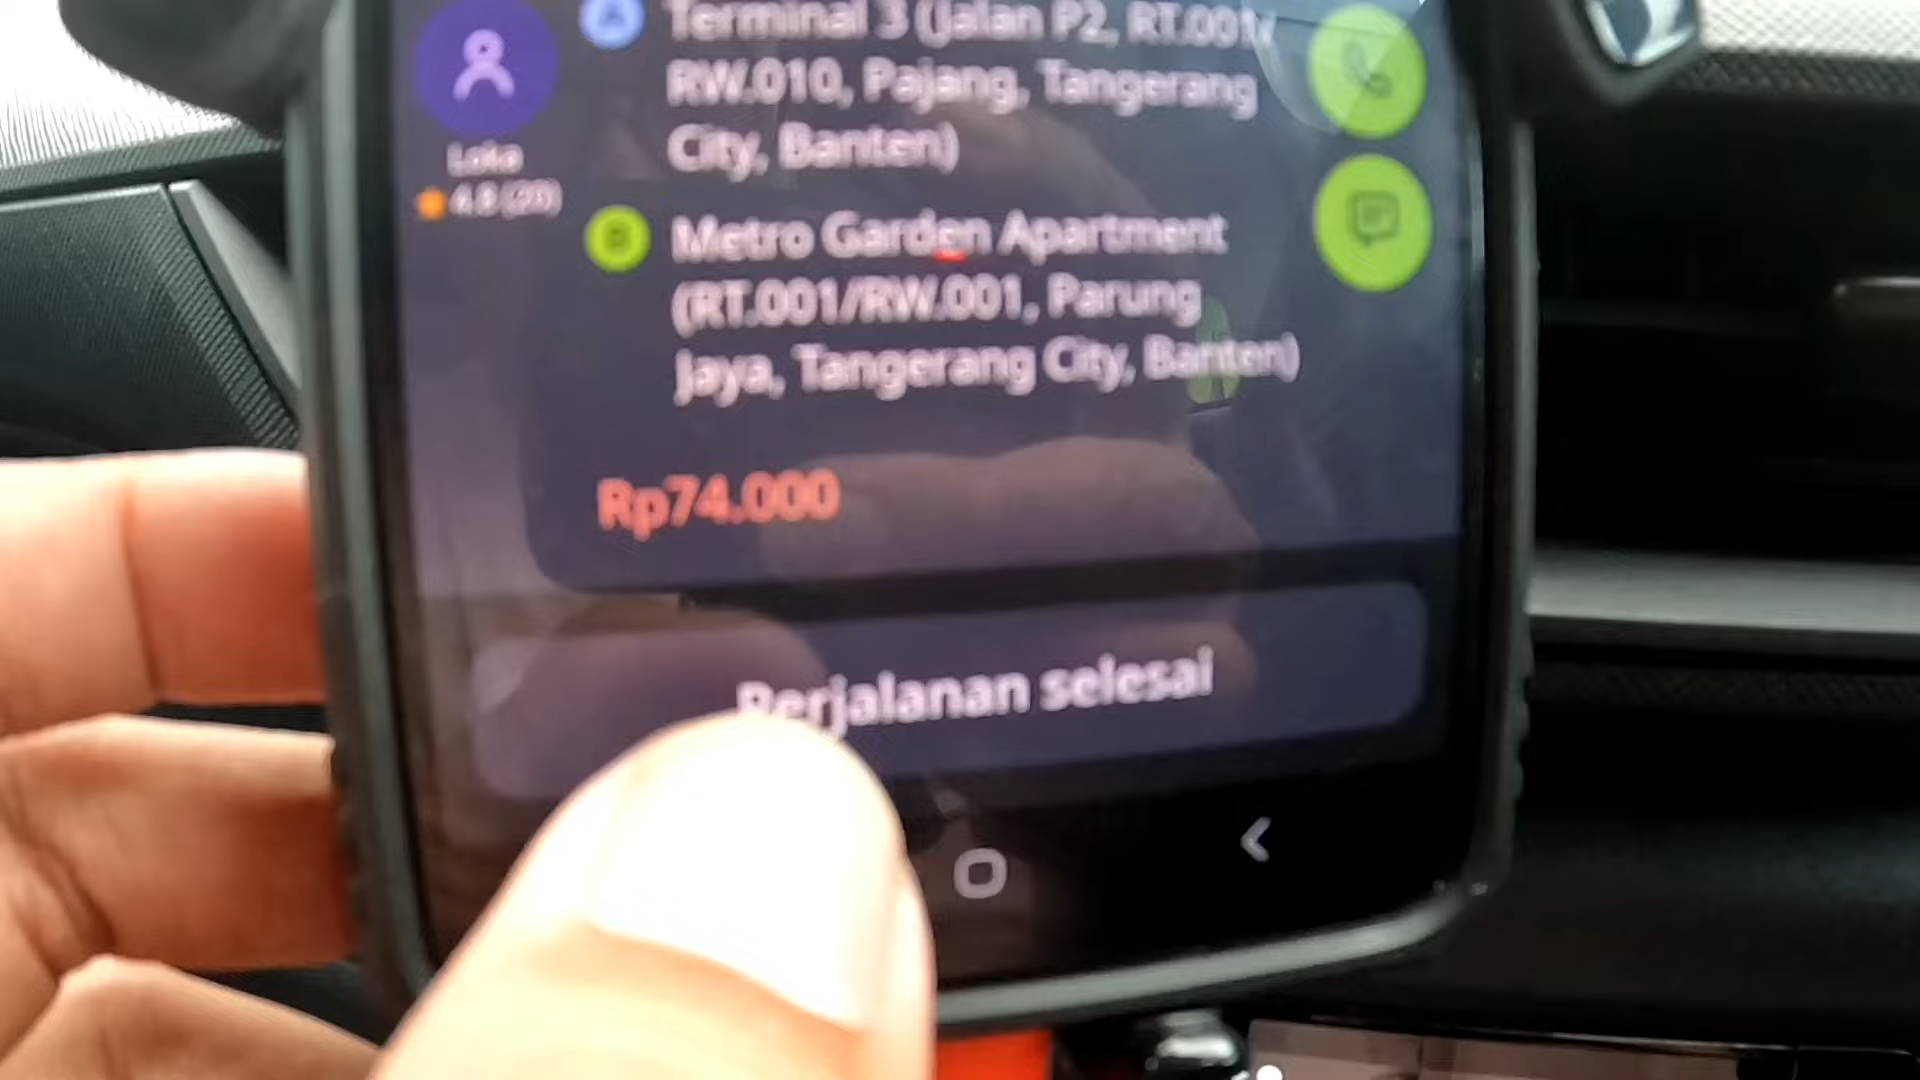 Terminal 3 (Jalan P2, RT.001/
RW.010, Pajang, Tangerang
City, Banten)
Loka
4.8 (20)
Metro Garden Apartment
(RT.001/RW.001, Parung
Jaya, Tangerang City, Banten)
Rp74.000
Perjalanan selesai